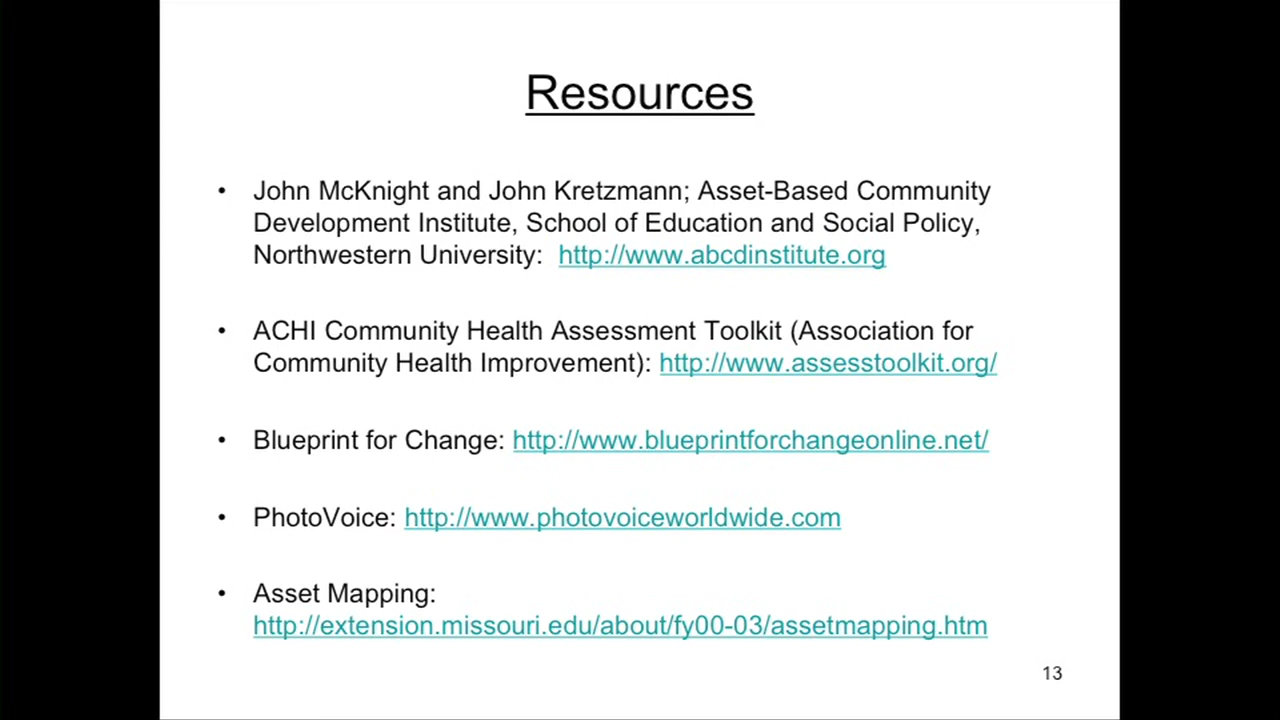 Resources
• John McKnight and John Kretzmann; Asset-Based Community
Development Institute, School of Education and Social Policy,
Northwestern University: http://www.abcdinstitute.org
• ACHI Community Health Assessment Toolkit (Association for
Community Health Improvement): http://www.assesstoolkit.org/
• Blueprint for Change: http://www.blueprintforchangeonline.net/
• PhotoVoice: http://www.photovoiceworldwide.com
• Asset Mapping:
http://extension.missouri.edu/about/fy00-03/assetmapping.htm
13